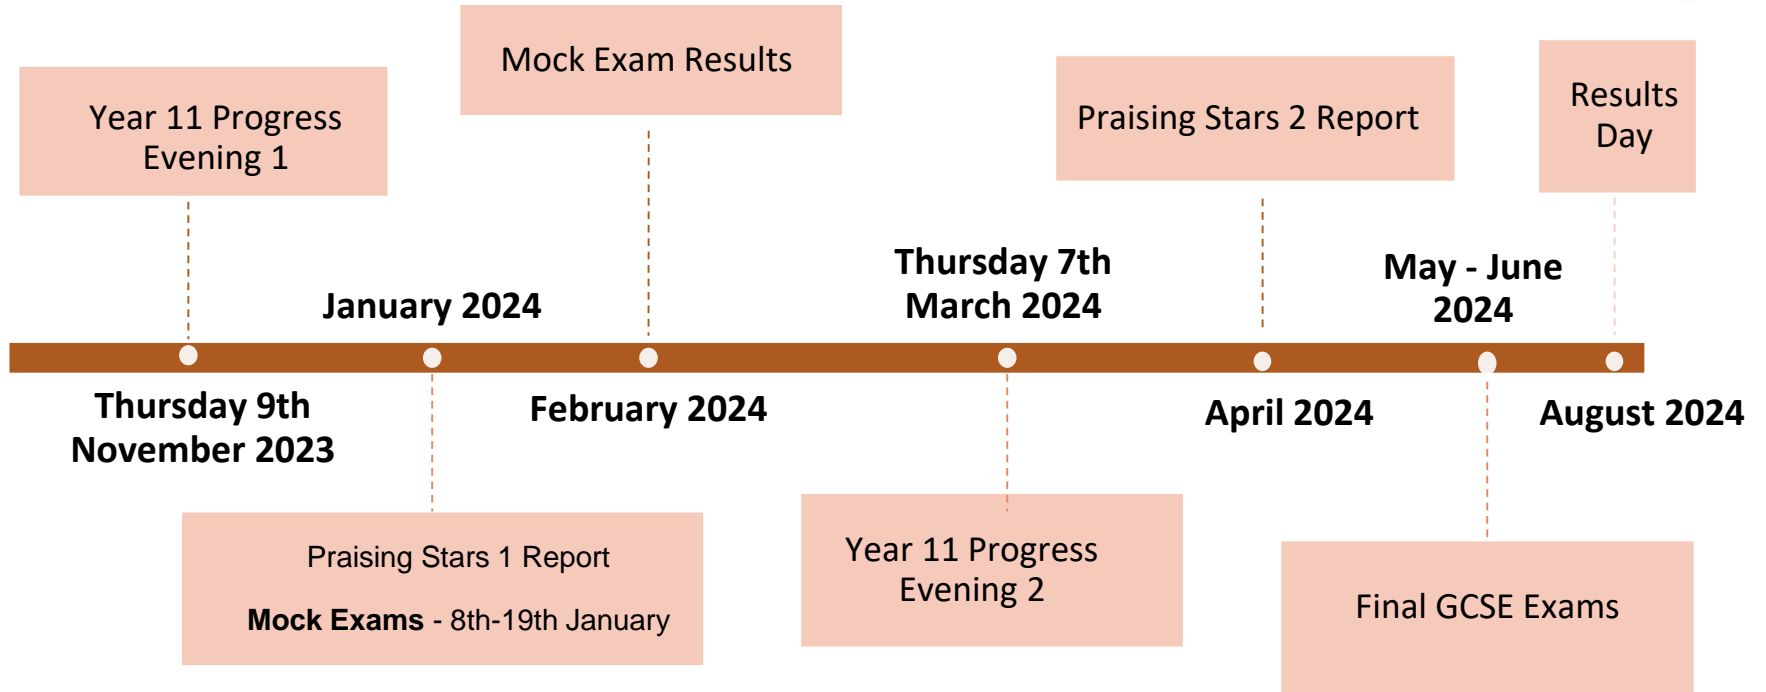 Year 11 Progress
Evening 1
Thursday 9th
November 2023
January 2024
Praising Stars 1 Report
Mock Exams - 8th-19th January
Mock Exam Results
February 2024
Thursday 7th
March 2024
Year 11 Progress
Evening 2
Praising Stars 2 Report
April 2024
May - June
2024
Final GCSE Exams
Results
Day
August 2024